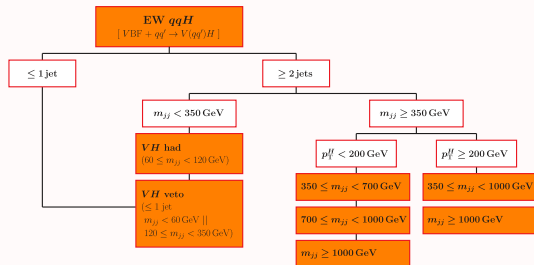 EW qqH
[ VBF + qq′ → V(qq′)H ]
≤ 1 jet
≥ 2 jets
m_jj < 350 GeV
m_jj ≥ 350 GeV
VH had
(60 ≤ m_jj < 120 GeV)
p_T^H < 200 GeV
p_T^H ≥ 200 GeV
VH veto
(≤ 1 jet
m_jj < 60 GeV ||
120 ≤ m_jj < 350 GeV)
350 ≤ m_jj < 700 GeV
350 ≤ m_jj < 1000 GeV
700 ≤ m_jj < 1000 GeV
m_jj ≥ 1000 GeV
m_jj ≥ 1000 GeV